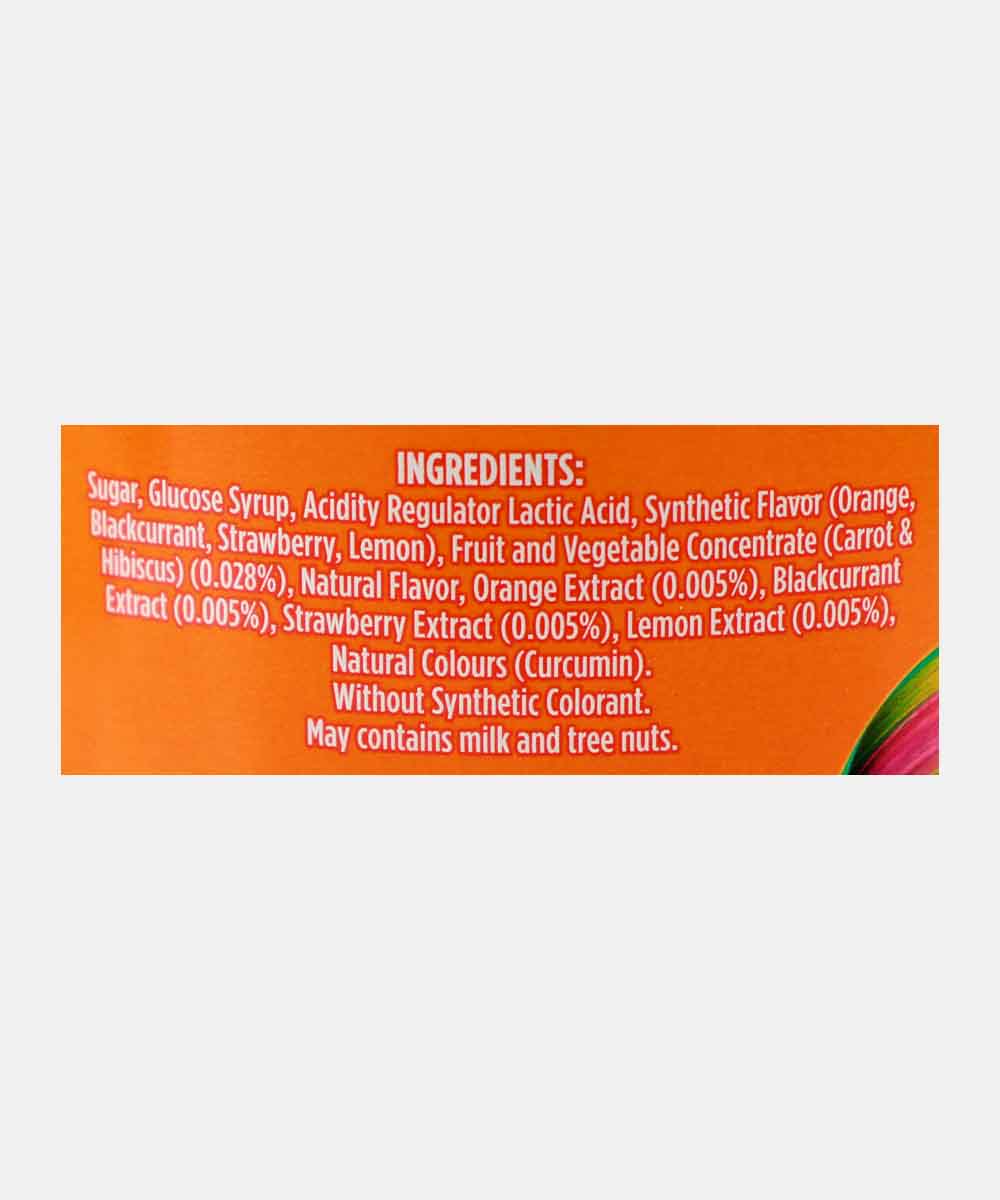 INGREDIENTS:
Sugar, Glucose Syrup, Acidity Regulator Lactic Acid, Synthetic Flavor (Orange,
Blackcurrant, Strawberry, Lemon), Fruit and Vegetable Concentrate (Carrot &
Hibiscus) (0.028%), Natural Flavor, Orange Extract (0.005%), Blackcurrant
Extract (0.005%), Strawberry Extract (0.005%), Lemon Extract (0.005%),
Natural Colours (Curcumin).
Without Synthetic Colorant.
May contains milk and tree nuts.